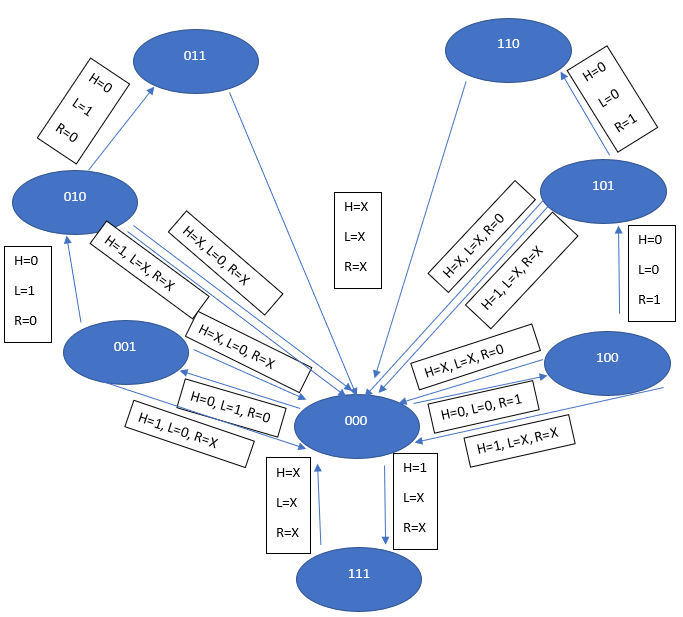 011
110
H=0
L=1
R=0
H=0
L=0
R=1
010
101
H=X
L=X
R=X
H=X, L=0, R=X
H=1, L=X, R=X
H=X, L=X, R=0
H=1, L=X, R=X
H=0
L=1
R=0
H=0
L=0
R=1
001
100
H=X, L=0, R=X
H=X, L=X, R=0
H=0, L=1, R=0
H=0, L=0, R=1
000
H=1, L=0, R=X
H=1, L=X, R=X
H=X
L=X
R=X
H=1
L=X
R=X
111